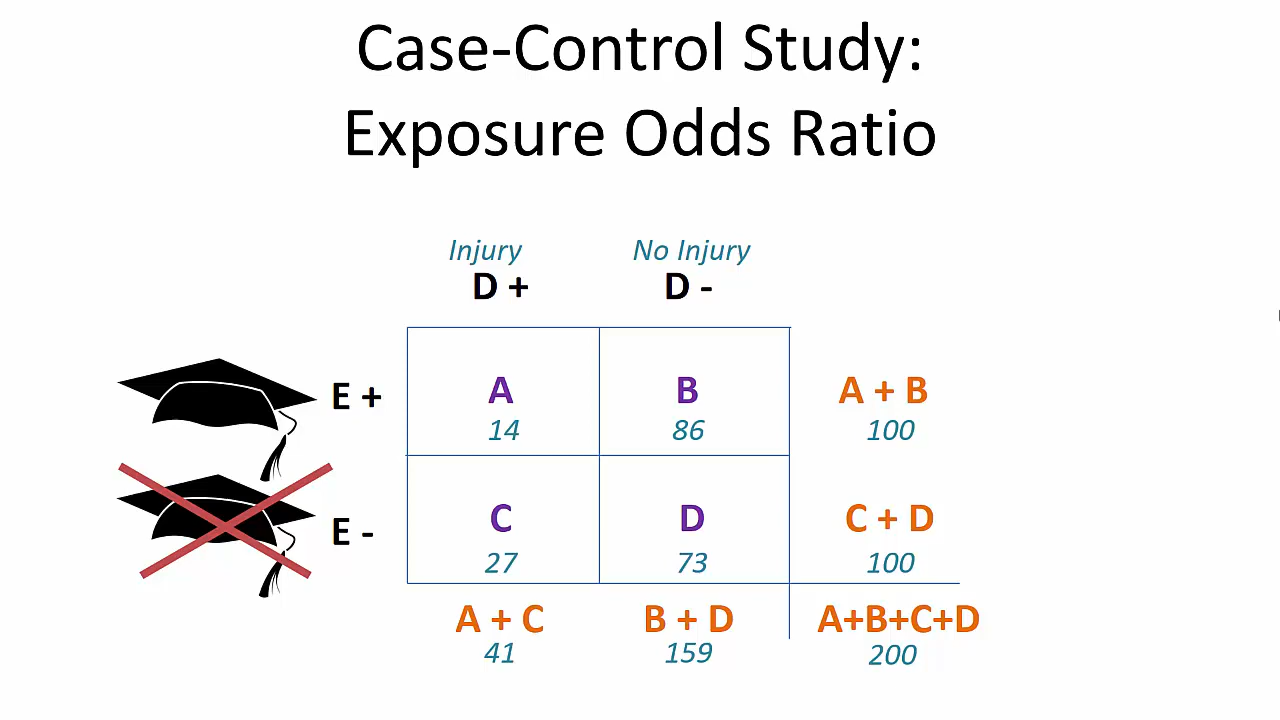 Case-Control Study:
Exposure Odds Ratio
Injury No Injury
D + D -
E + A B A + B
14 86 100
E - C D C + D
27 73 100
A + C B + D A+B+C+D
41 159 200